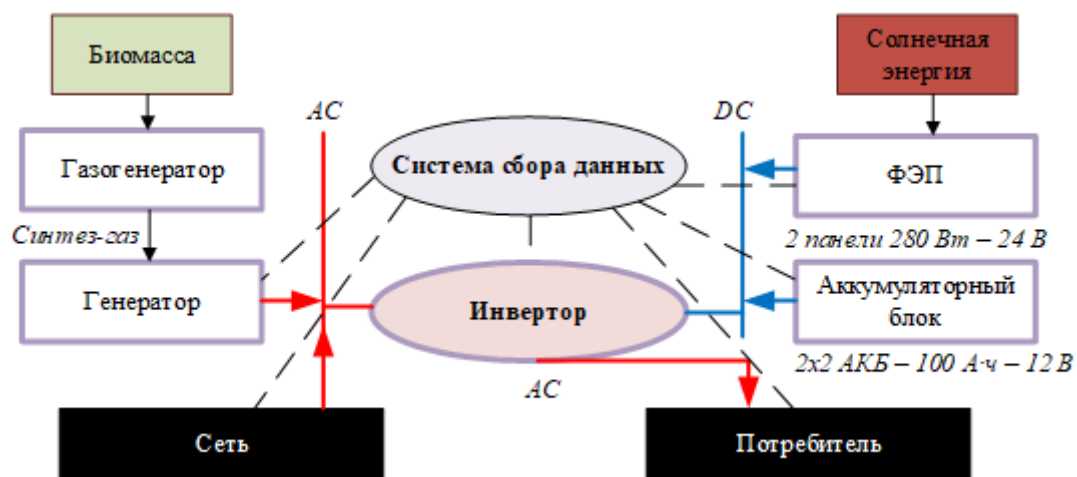 Биомасса
Солнечная
энергия
AC
DC
Газогенератор
Система сбора данных
ФЭП
Синтез-газ
2 панели 280 Вт – 24 В
Генератор
Инвертор
Аккумуляторный
блок
2x2 АКБ – 100 А·ч – 12 В
AC
Сеть
Потребитель